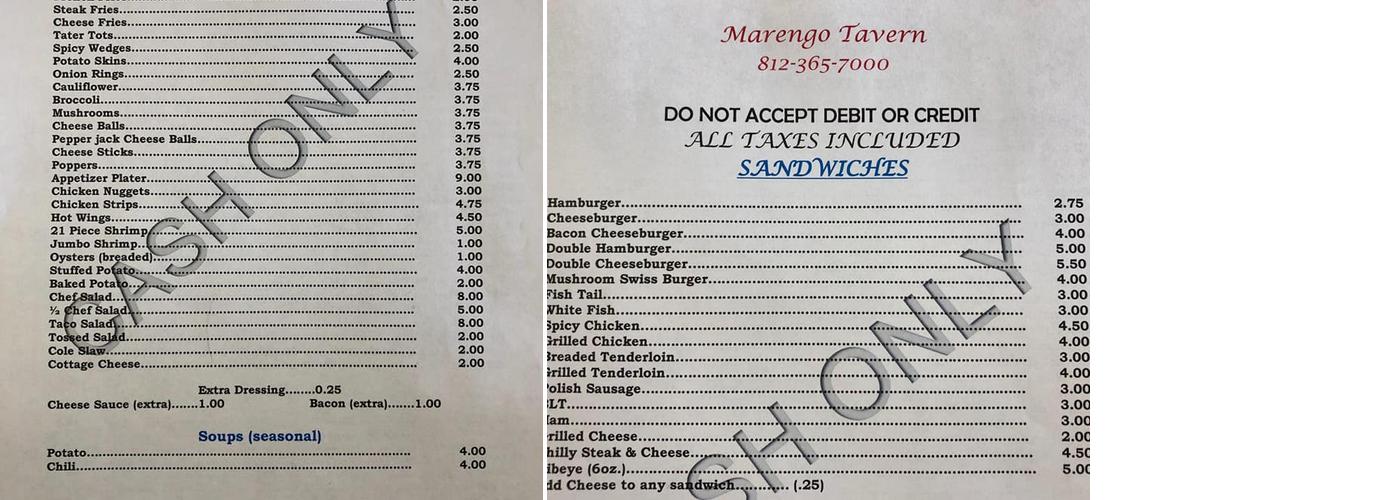 Steak Fries 2.50
Cheese Fries 3.00
Tater Tots 2.00
Spicy Wedges 2.50
Potato Skins 4.00
Onion Rings 2.50
Cauliflower 3.75
Broccoli 3.75
Mushrooms 3.75
Cheese Balls 3.75
Pepper jack Cheese Balls 3.75
Cheese Sticks 3.75
Poppers 3.75
Appetizer Plater 9.00
Chicken Nuggets 3.00
Chicken Strips 4.75
Hot Wings 4.50
21 Piece Shrimp 5.00
Jumbo Shrimp 1.00
Oysters (breaded) 1.00
Stuffed Potato 4.00
Baked Potato 2.00
Chef Salad 8.00
½ Chef Salad 5.00
Taco Salad 8.00
Tossed Salad 2.00
Cole Slaw 2.00
Cottage Cheese 2.00
Extra Dressing.......0.25
Cheese Sauce (extra).......1.00 Bacon (extra).......1.00
Soups (seasonal)
Potato 4.00
Chili 4.00
CASH ONLY
Marengo Tavern
812-365-7000
DO NOT ACCEPT DEBIT OR CREDIT
ALL TAXES INCLUDED
SANDWICHES
Hamburger 2.75
Cheeseburger 3.00
Bacon Cheeseburger 4.00
Double Hamburger 5.00
Double Cheeseburger 5.50
Mushroom Swiss Burger 4.00
Fish Tail 3.00
White Fish 3.00
Spicy Chicken 4.50
Grilled Chicken 4.00
Breaded Tenderloin 3.00
Grilled Tenderloin 4.00
Polish Sausage 3.00
LT 3.00
am 3.00
rilled Cheese 2.00
hilly Steak & Cheese 4.50
ibeye (6oz.) 5.00
dd Cheese to any sandwich............ (.25)
SH ONLY